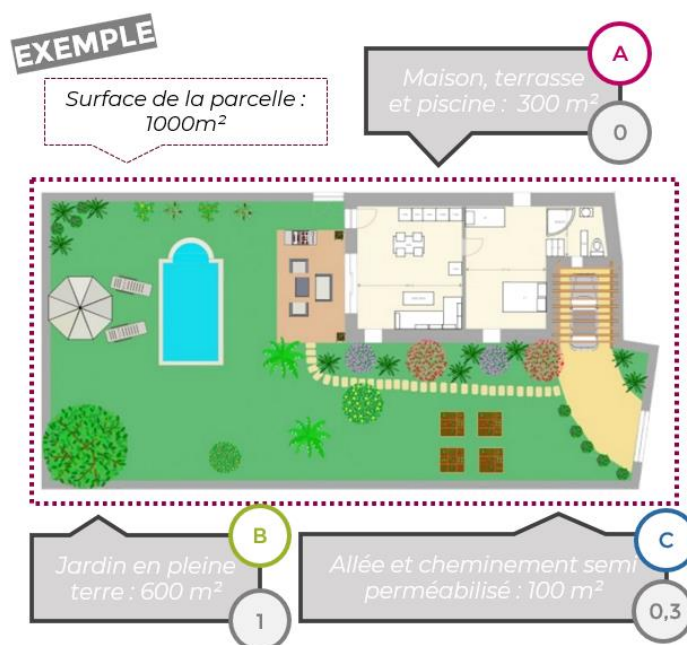 EXEMPLE
Surface de la parcelle :
1000m²
A
Maison, terrasse
et piscine : 300 m²
0
B
Jardin en pleine
terre : 600 m²
1
C
Allée et cheminement semi
perméabilisé : 100 m²
0,3